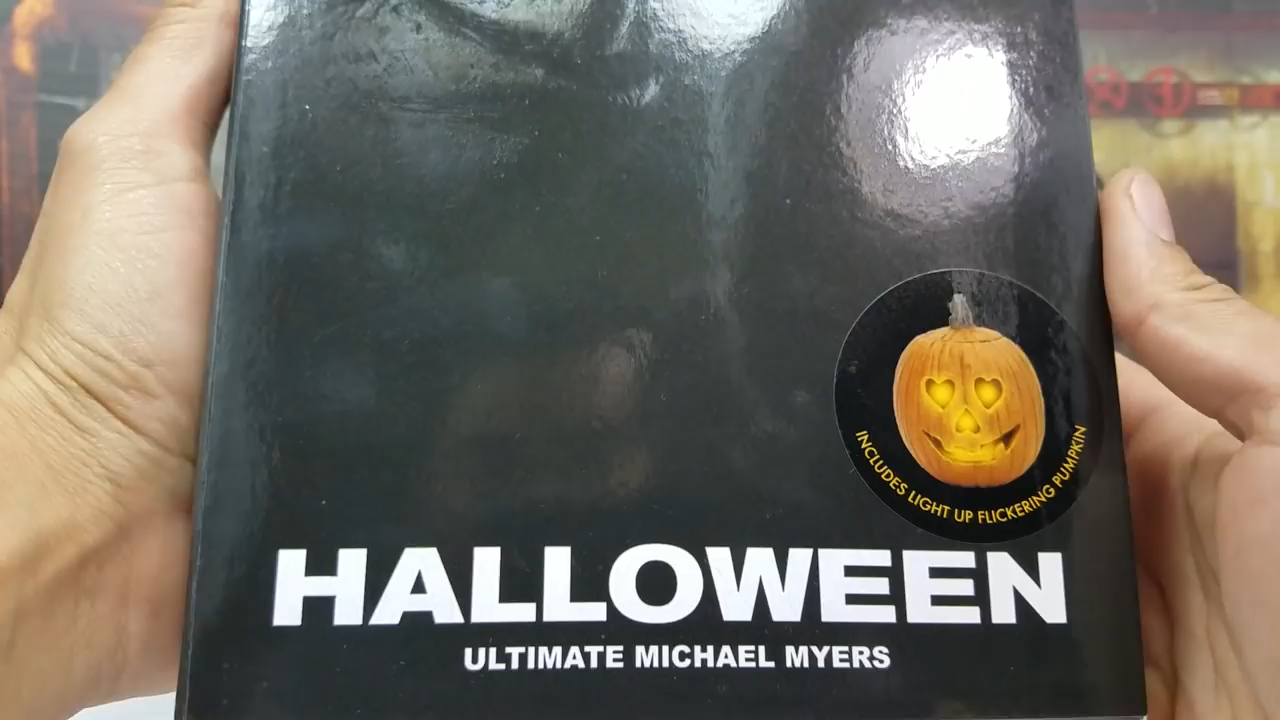 INCLUDES LIGHT UP FLICKERING PUMPKIN
HALLOWEEN
ULTIMATE MICHAEL MYERS